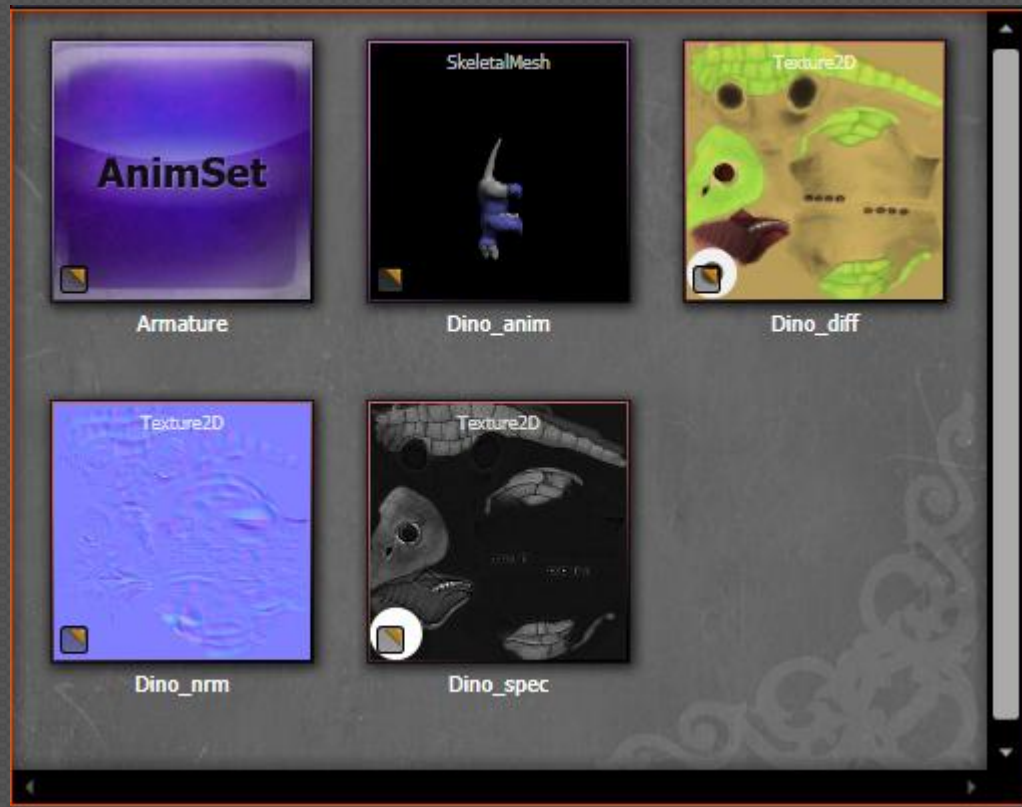 AnimSet
Armature
SkeletalMesh
Dino_anim
Texture2D
Dino_diff
Texture2D
Dino_nrm
Texture2D
Dino_spec